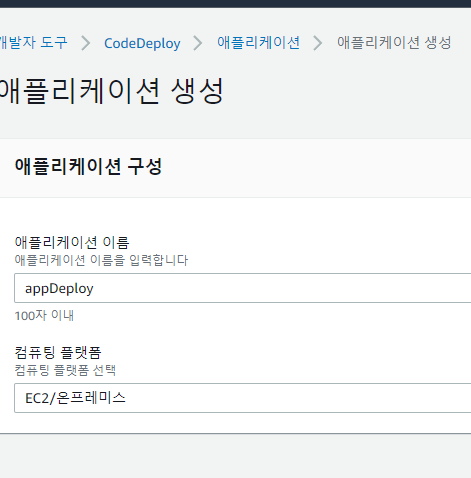 개발자 도구 > CodeDeploy > 애플리케이션 > 애플리케이션 생성
애플리케이션 생성
애플리케이션 구성
애플리케이션 이름
애플리케이션 이름을 입력합니다
appDeploy
100자 이내
컴퓨팅 플랫폼
컴퓨팅 플랫폼 선택
EC2/온프레미스